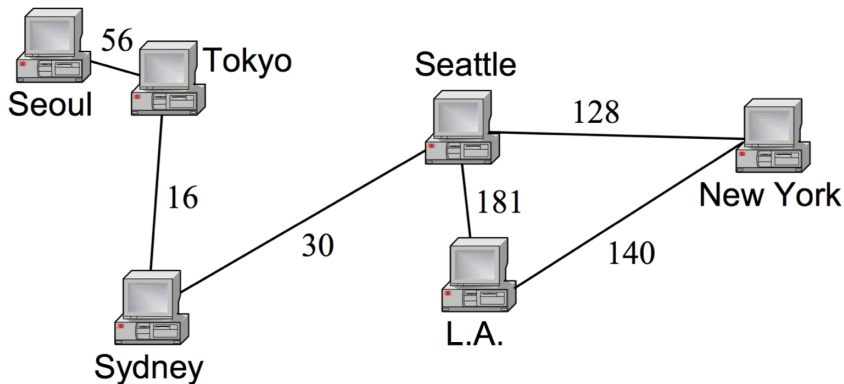 56
Tokyo
Seattle
Seoul
128
New York
16
181
30
140
L.A.
Sydney